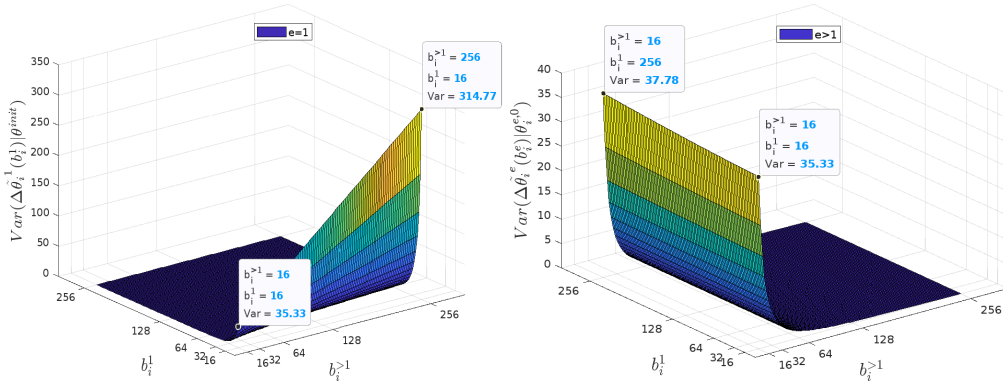 e=1
b_i^{>1} = 256
b_i^1 = 16
Var = 314.77
350
300
250
200
150
100
50
0
Var(Δθ̃_i^1(b_i^1)|θ^{init})
b_i^{>1} = 16
b_i^1 = 16
Var = 35.33
256
128
64
32
16
b_i^1
16
32
64
128
256
b_i^{>1}
e>1
b_i^{>1} = 16
b_i^1 = 256
Var = 37.78
b_i^{>1} = 16
b_i^1 = 16
Var = 35.33
40
35
30
25
20
15
10
5
0
Var(Δθ̃_i^e(b_i^e)|θ_i^{e,0})
256
128
64
32
16
b_i^1
16
32
64
128
256
b_i^{>1}